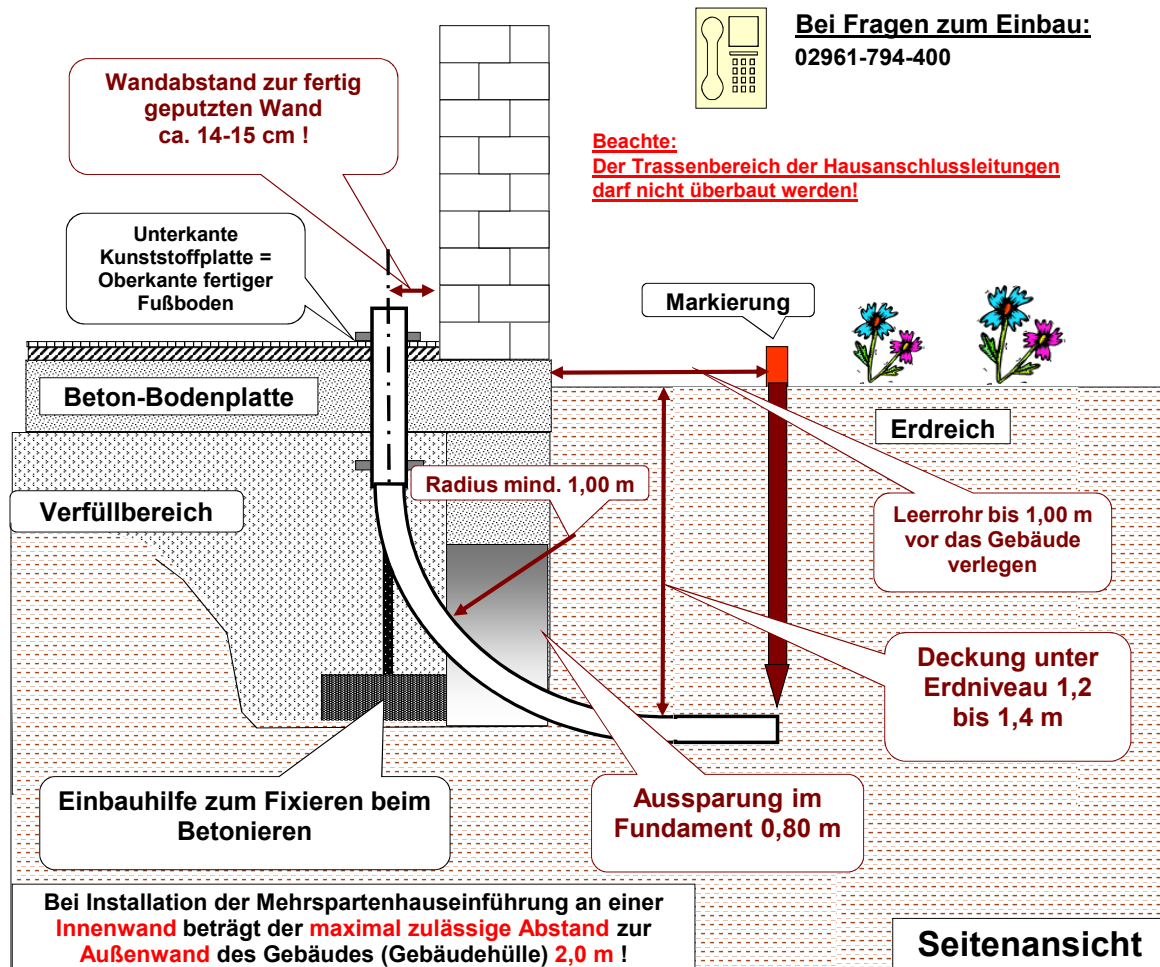 Bei Fragen zum Einbau:
02961-794-400
Wandabstand zur fertig
geputzten Wand
ca. 14-15 cm !
Beachte:
Der Trassenbereich der Hausanschlussleitungen
darf nicht überbaut werden!
Unterkante
Kunststoffplatte =
Oberkante fertiger
Fußboden
Markierung
Beton-Bodenplatte
Erdreich
Radius mind. 1,00 m
Verfüllbereich
Leerrohr bis 1,00 m
vor das Gebäude
verlegen
Deckung unter
Erdniveau 1,2
bis 1,4 m
Einbauhilfe zum Fixieren beim
Betonieren
Aussparung im
Fundament 0,80 m
Bei Installation der Mehrspartenhauseinführung an einer
Innenwand beträgt der maximal zulässige Abstand zur
Außenwand des Gebäudes (Gebäudehülle) 2,0 m !
Seitenansicht